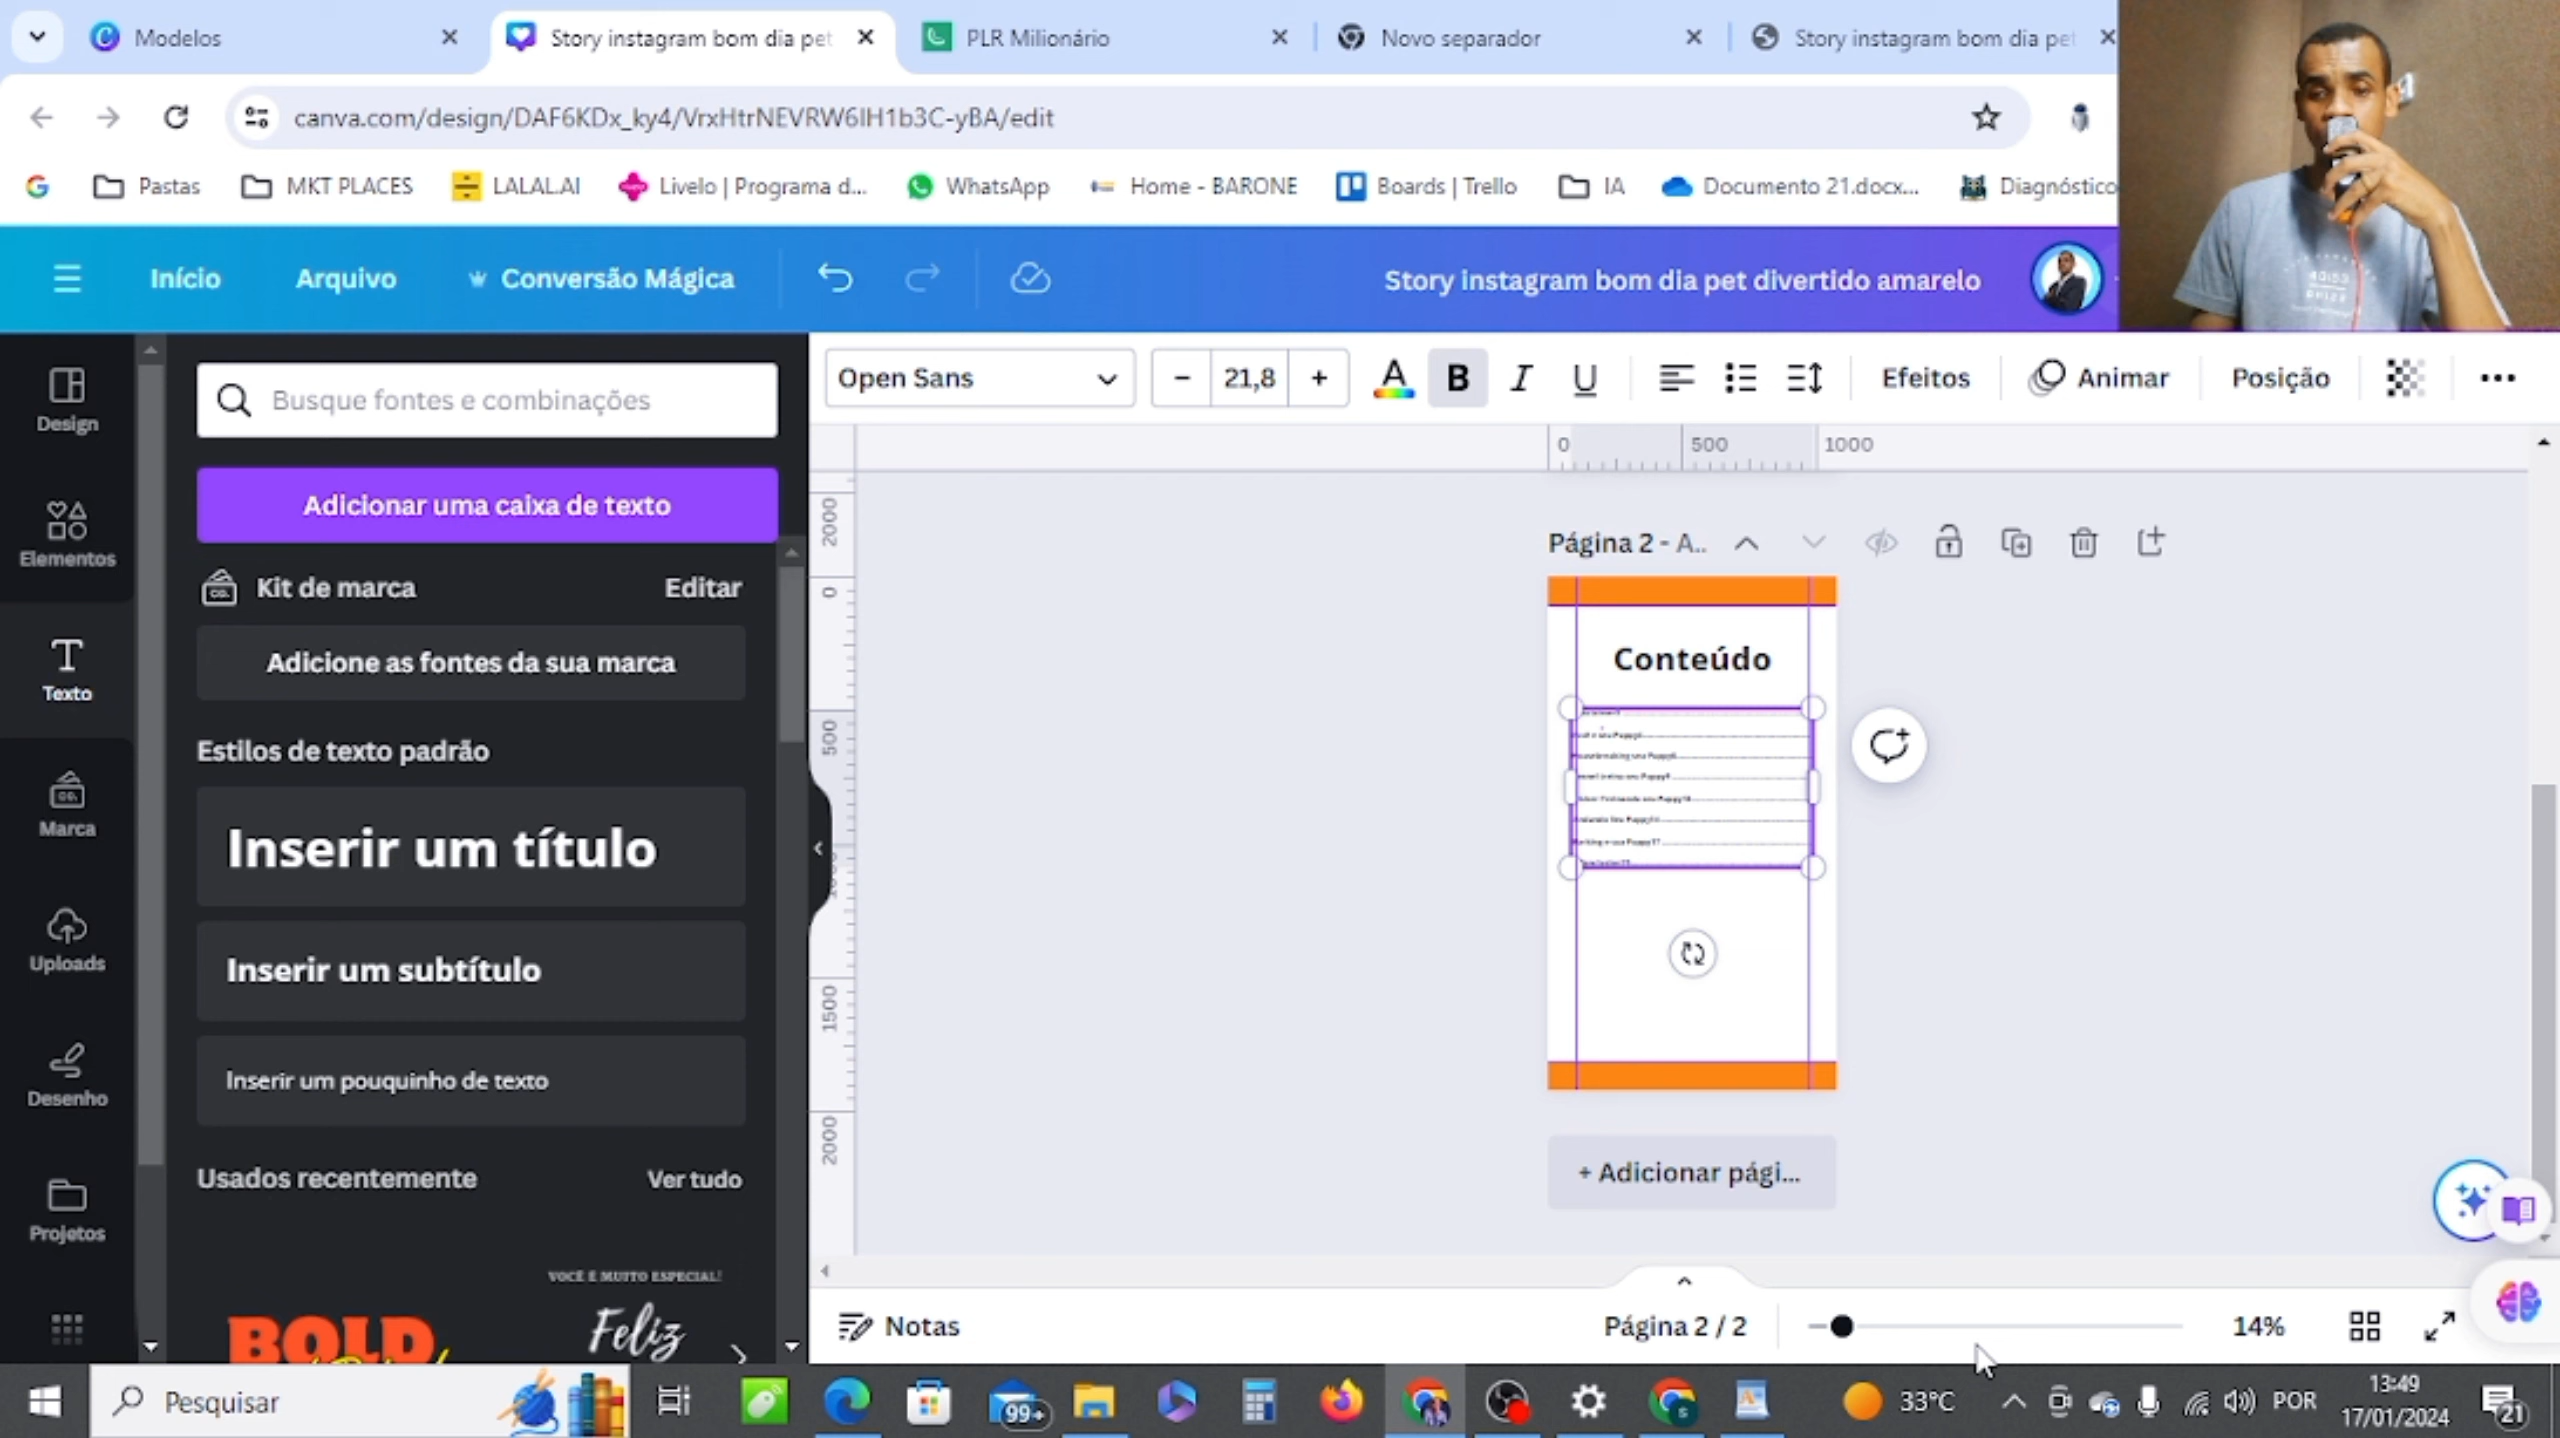 Modelos
Story instagram bom dia pet
PLR Milionário
Novo separador
Story instagram bom dia pet
canva.com/design/DAF6KDx_ky4/VrxHtrNEVRW6IH1b3C-yBA/edit
Pastas
MKT PLACES
LALAL.AI
Livelo | Programa d...
WhatsApp
Home - BARONE
Boards | Trello
IA
Documento 21.docx...
Diagnóstico
Início
Arquivo
Conversão Mágica
Story instagram bom dia pet divertido amarelo
Design
Elementos
Texto
Marca
Uploads
Desenho
Projetos
Busque fontes e combinações
Adicionar uma caixa de texto
Kit de marca
Editar
Adicione as fontes da sua marca
Estilos de texto padrão
Inserir um título
Inserir um subtítulo
Inserir um pouquinho de texto
Usados recentemente
Ver tudo
BOLD
VOCÊ É MUITO ESPECIAL!
Feliz
Open Sans
− 21,8 +
A B I U
Efeitos
Animar
Posição
0 500 1000
2000
0
500
1500
2000
Página 2 - A..
Conteúdo
+ Adicionar pági...
Notas
Página 2 / 2
14%
Pesquisar
99+
33°C
POR
13:49
17/01/2024
21